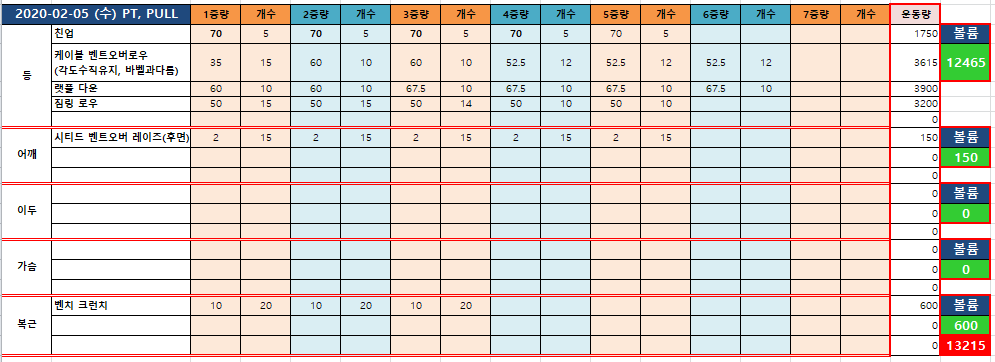 2020-02-05 (수) PT, PULL 1중량 개수 2중량 개수 3중량 개수 4중량 개수 5중량 개수 6중량 개수 7중량 개수 운동량
등 친업 70 5 70 5 70 5 70 5 70 5 1750 볼륨
케이블 벤트오버로우
(각도수직유지, 바벨과다름) 35 15 60 10 60 10 52.5 12 52.5 12 52.5 12 3615 12465
랫풀 다운 60 10 60 10 67.5 10 67.5 10 67.5 10 67.5 10 3900
짐링 로우 50 15 50 15 50 14 50 10 50 10 3200
0
어깨 시티드 벤트오버 레이즈(후면) 2 15 2 15 2 15 2 15 2 15 150 볼륨
0 150
0
이두 0 볼륨
0 0
0
가슴 0 볼륨
0 0
0
복근 벤치 크런치 10 20 10 20 10 20 600 볼륨
0 600
0 13215